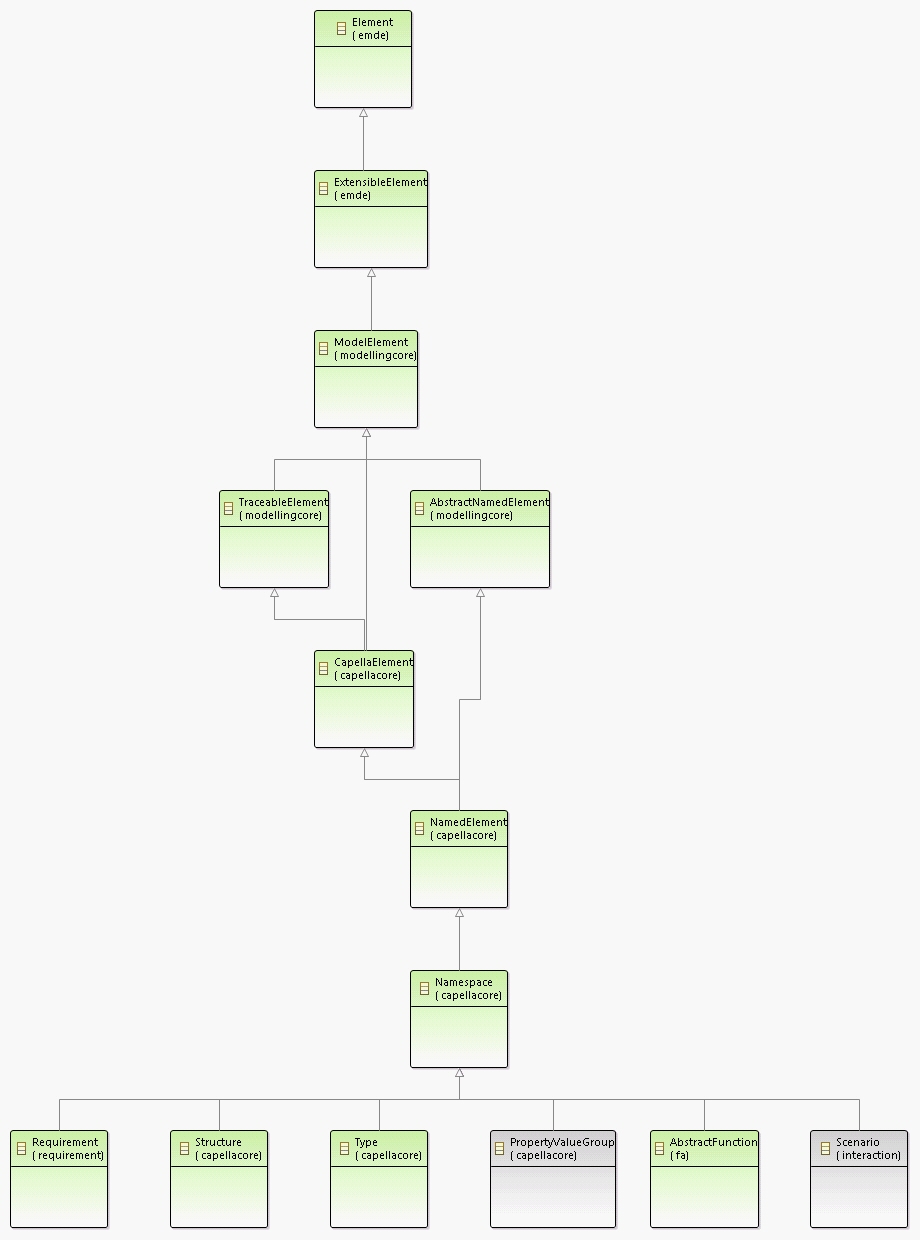 Element
( emde)
ExtensibleElement
( emde)
ModelElement
( modellingcore)
TraceableElement
( modellingcore)
AbstractNamedElement
( modellingcore)
CapellaElement
( capellacore)
NamedElement
( capellacore)
Namespace
( capellacore)
Requirement
( requirement)
Structure
( capellacore)
Type
( capellacore)
PropertyValueGroup
( capellacore)
AbstractFunction
( fa)
Scenario
( interaction)